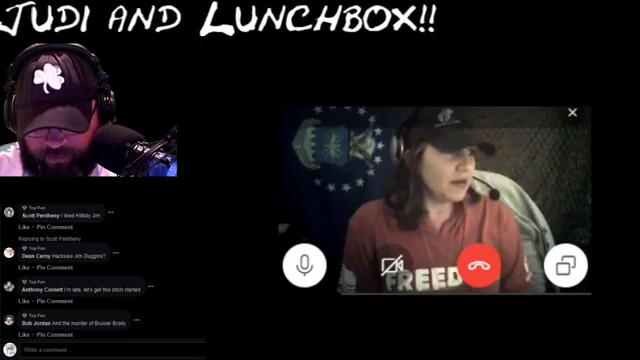 JUDI AND LUNCHBOX!!
Top Fan
Scott Pentheny I liked Hillbilly Jim
Like · Pin Comment
Replying to Scott Pentheny
Top Fan
Dean Cerny Hacksaw Jim Duggins?
Like · Pin Comment
Top Fan
Anthony Cornett I'm late, let's get this bitch started
Like · Pin Comment
Top Fan
Bob Jordan And the murder of Bruiser Brody
Like · Pin Comment
Write a comment...
FREED